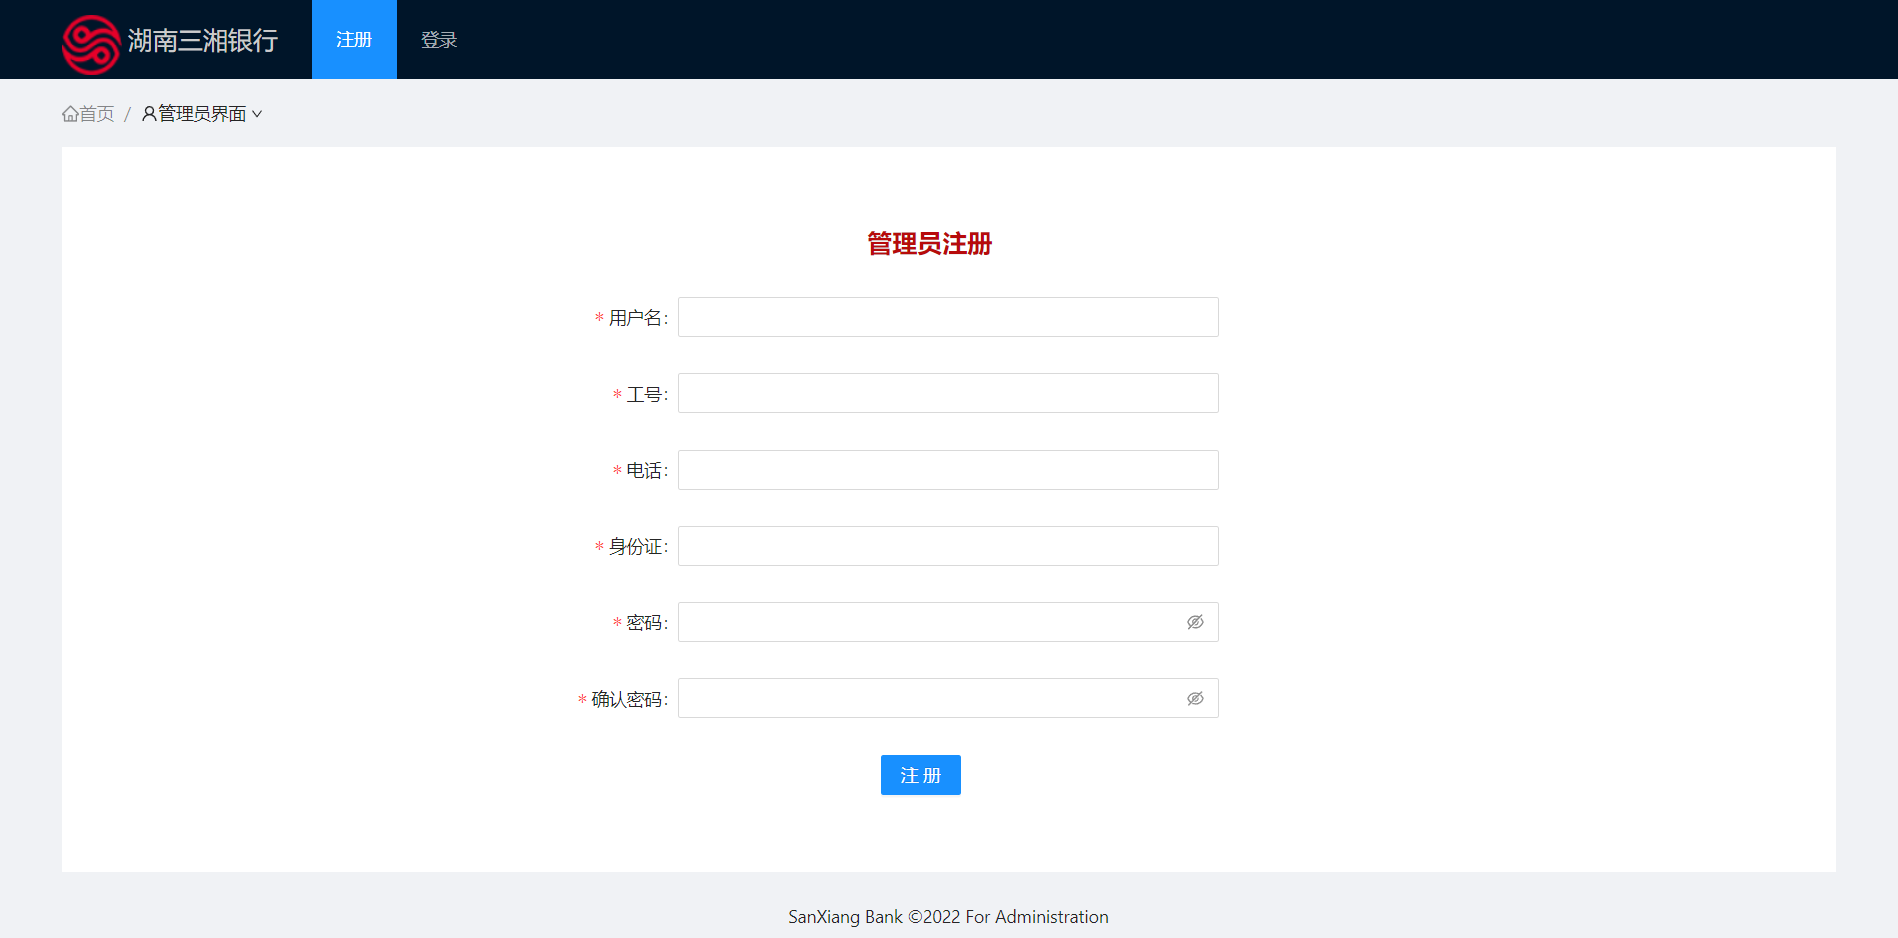 湖南三湘银行 注册 登录
首页 / 管理员界面
管理员注册
* 用户名:
* 工号:
* 电话:
* 身份证:
* 密码:
* 确认密码:
注 册
SanXiang Bank ©2022 For Administration